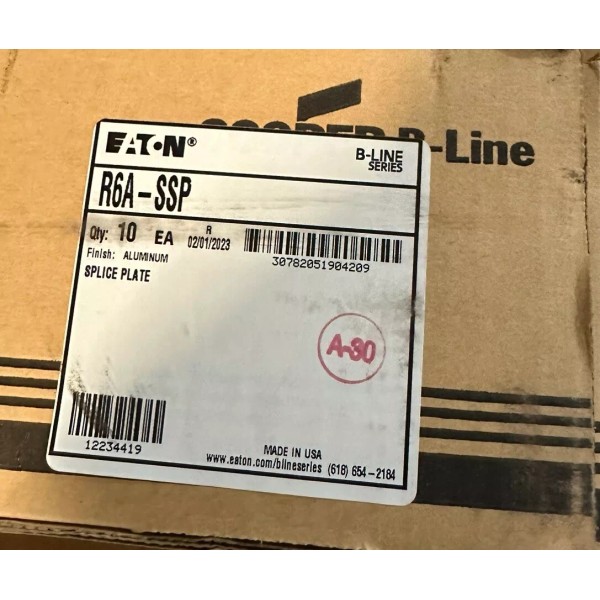 COOPER B-Line
EATON®
B-LINE
SERIES
R6A-SSP
Qty: 10 EA
R
02/01/2023
30782051904209
Finish: ALUMINUM
SPLICE PLATE
A-30
12234419
MADE IN USA
www.eaton.com/blineseries (618) 654-2184